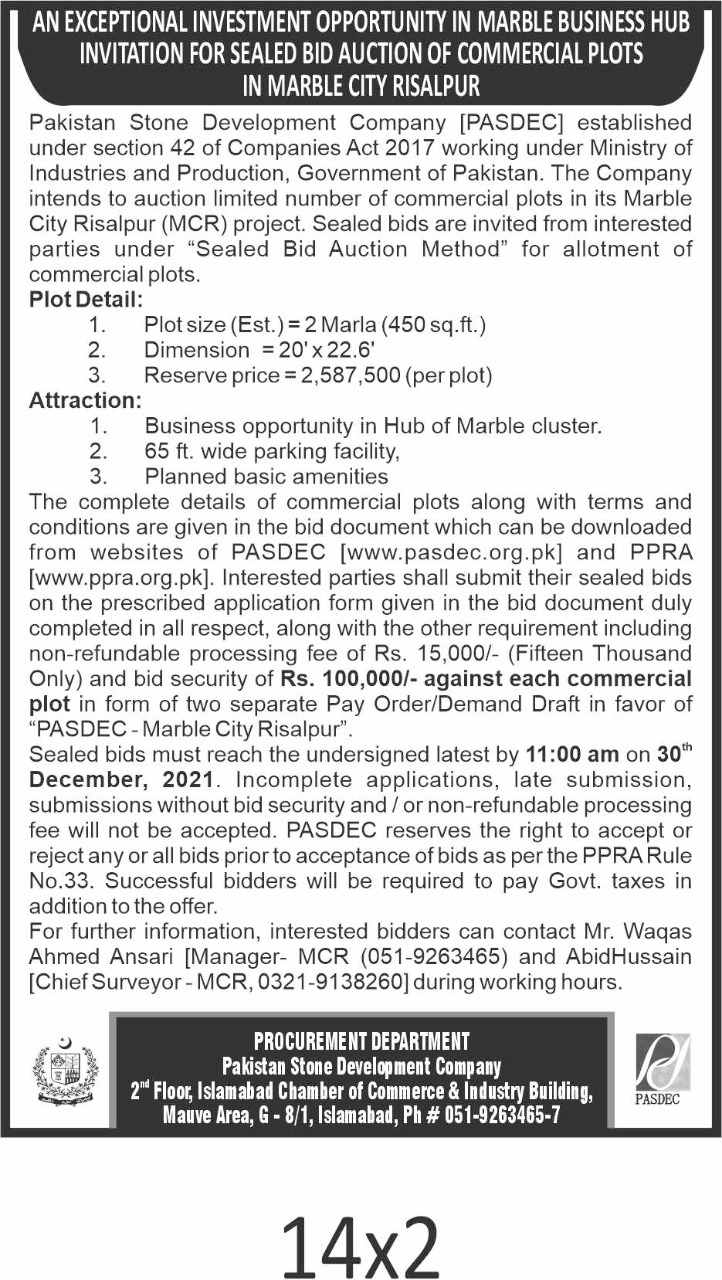 AN EXCEPTIONAL INVESTMENT OPPORTUNITY IN MARBLE BUSINESS HUB
INVITATION FOR SEALED BID AUCTION OF COMMERCIAL PLOTS
IN MARBLE CITY RISALPUR
Pakistan Stone Development Company [PASDEC] established
under section 42 of Companies Act 2017 working under Ministry of
Industries and Production, Government of Pakistan. The Company
intends to auction limited number of commercial plots in its Marble
City Risalpur (MCR) project. Sealed bids are invited from interested
parties under “Sealed Bid Auction Method” for allotment of
commercial plots.
Plot Detail:
1. Plot size (Est.) = 2 Marla (450 sq.ft.)
2. Dimension = 20' x 22.6'
3. Reserve price = 2,587,500 (per plot)
Attraction:
1. Business opportunity in Hub of Marble cluster.
2. 65 ft. wide parking facility,
3. Planned basic amenities
The complete details of commercial plots along with terms and
conditions are given in the bid document which can be downloaded
from websites of PASDEC [www.pasdec.org.pk] and PPRA
[www.ppra.org.pk]. Interested parties shall submit their sealed bids
on the prescribed application form given in the bid document duly
completed in all respect, along with the other requirement including
non-refundable processing fee of Rs. 15,000/- (Fifteen Thousand
Only) and bid security of Rs. 100,000/- against each commercial
plot in form of two separate Pay Order/Demand Draft in favor of
“PASDEC - Marble City Risalpur”.
Sealed bids must reach the undersigned latest by 11:00 am on 30th
December, 2021. Incomplete applications, late submission,
submissions without bid security and / or non-refundable processing
fee will not be accepted. PASDEC reserves the right to accept or
reject any or all bids prior to acceptance of bids as per the PPRA Rule
No.33. Successful bidders will be required to pay Govt. taxes in
addition to the offer.
For further information, interested bidders can contact Mr. Waqas
Ahmed Ansari [Manager- MCR (051-9263465) and AbidHussain
[Chief Surveyor - MCR, 0321-9138260] during working hours.
PROCUREMENT DEPARTMENT
Pakistan Stone Development Company
2nd Floor, Islamabad Chamber of Commerce & Industry Building,
Mauve Area, G - 8/1, Islamabad, Ph # 051-9263465-7
PASDEC
14x2